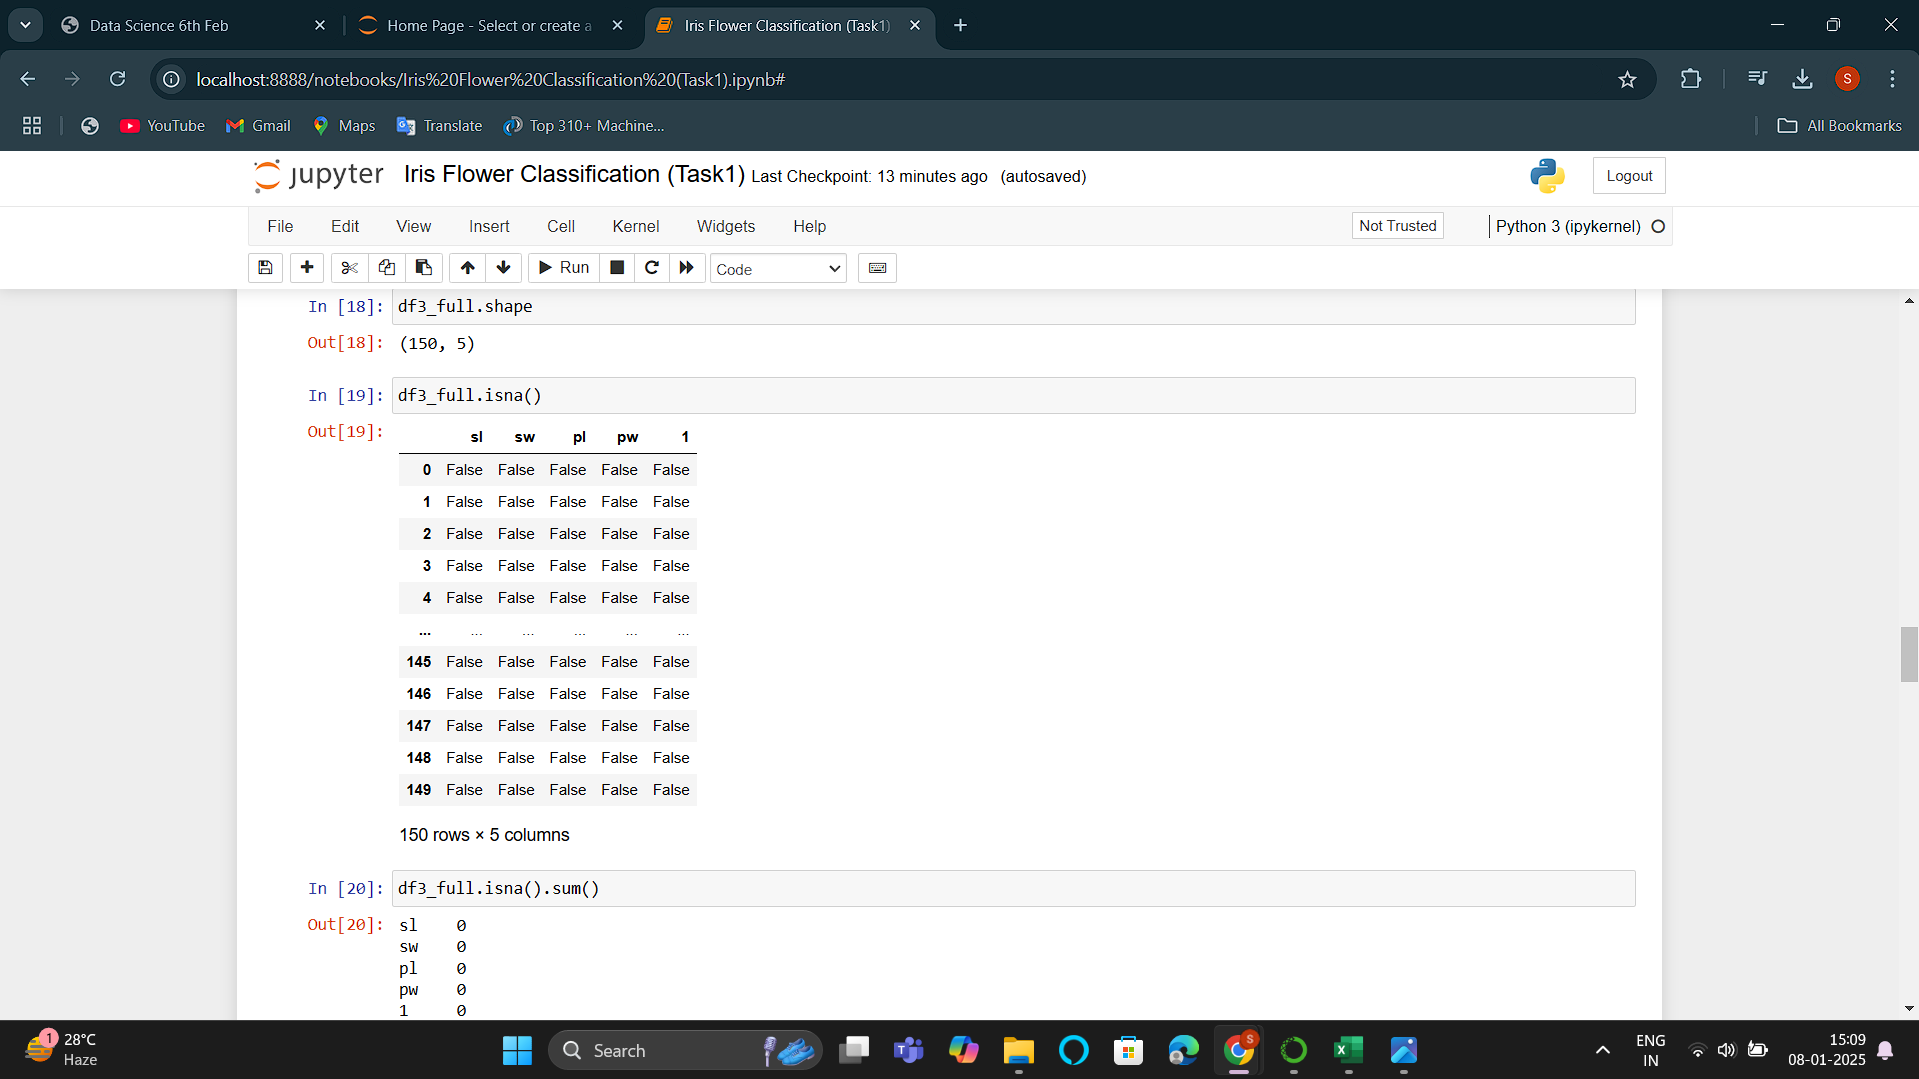 Data Science 6th Feb
Home Page - Select or create a
Iris Flower Classification (Task1)
localhost:8888/notebooks/Iris%20Flower%20Classification%20(Task1).ipynb#
S
YouTube
Gmail
Maps
Translate
Top 310+ Machine...
All Bookmarks
jupyter Iris Flower Classification (Task1) Last Checkpoint: 13 minutes ago (autosaved)
Logout
File Edit View Insert Cell Kernel Widgets Help
Not Trusted
Python 3 (ipykernel)
Run
Code
In [18]: df3_full.shape
Out[18]: (150, 5)
In [19]: df3_full.isna()
Out[19]:
sl sw pl pw 1
0 False False False False False
1 False False False False False
2 False False False False False
3 False False False False False
4 False False False False False
... ... ... ... ... ...
145 False False False False False
146 False False False False False
147 False False False False False
148 False False False False False
149 False False False False False
150 rows × 5 columns
In [20]: df3_full.isna().sum()
Out[20]: sl 0
sw 0
pl 0
pw 0
1 0
1
28°C
Haze
Search
S
ENG
IN
15:09
08-01-2025